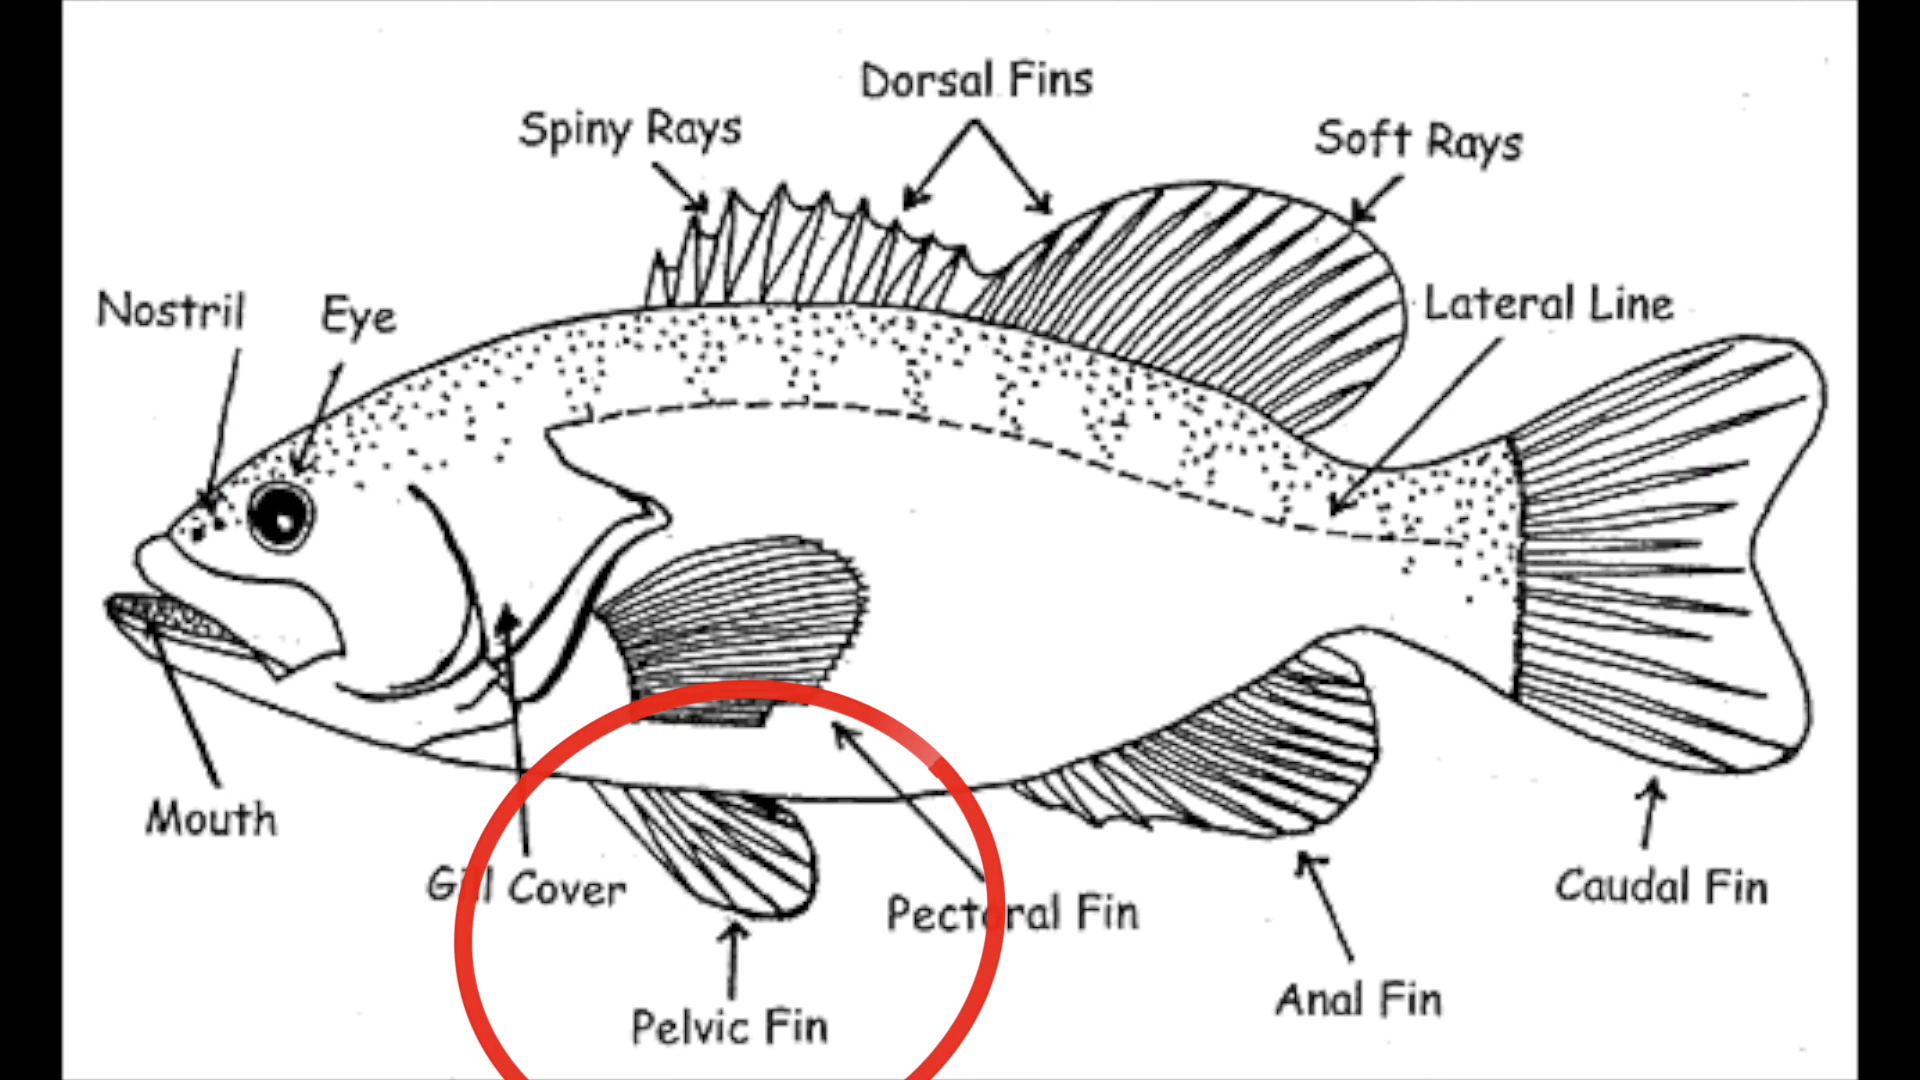 Dorsal Fins
Spiny Rays
Soft Rays
Nostril
Eye
Lateral Line
Mouth
Gill Cover
Pectoral Fin
Caudal Fin
Pelvic Fin
Anal Fin